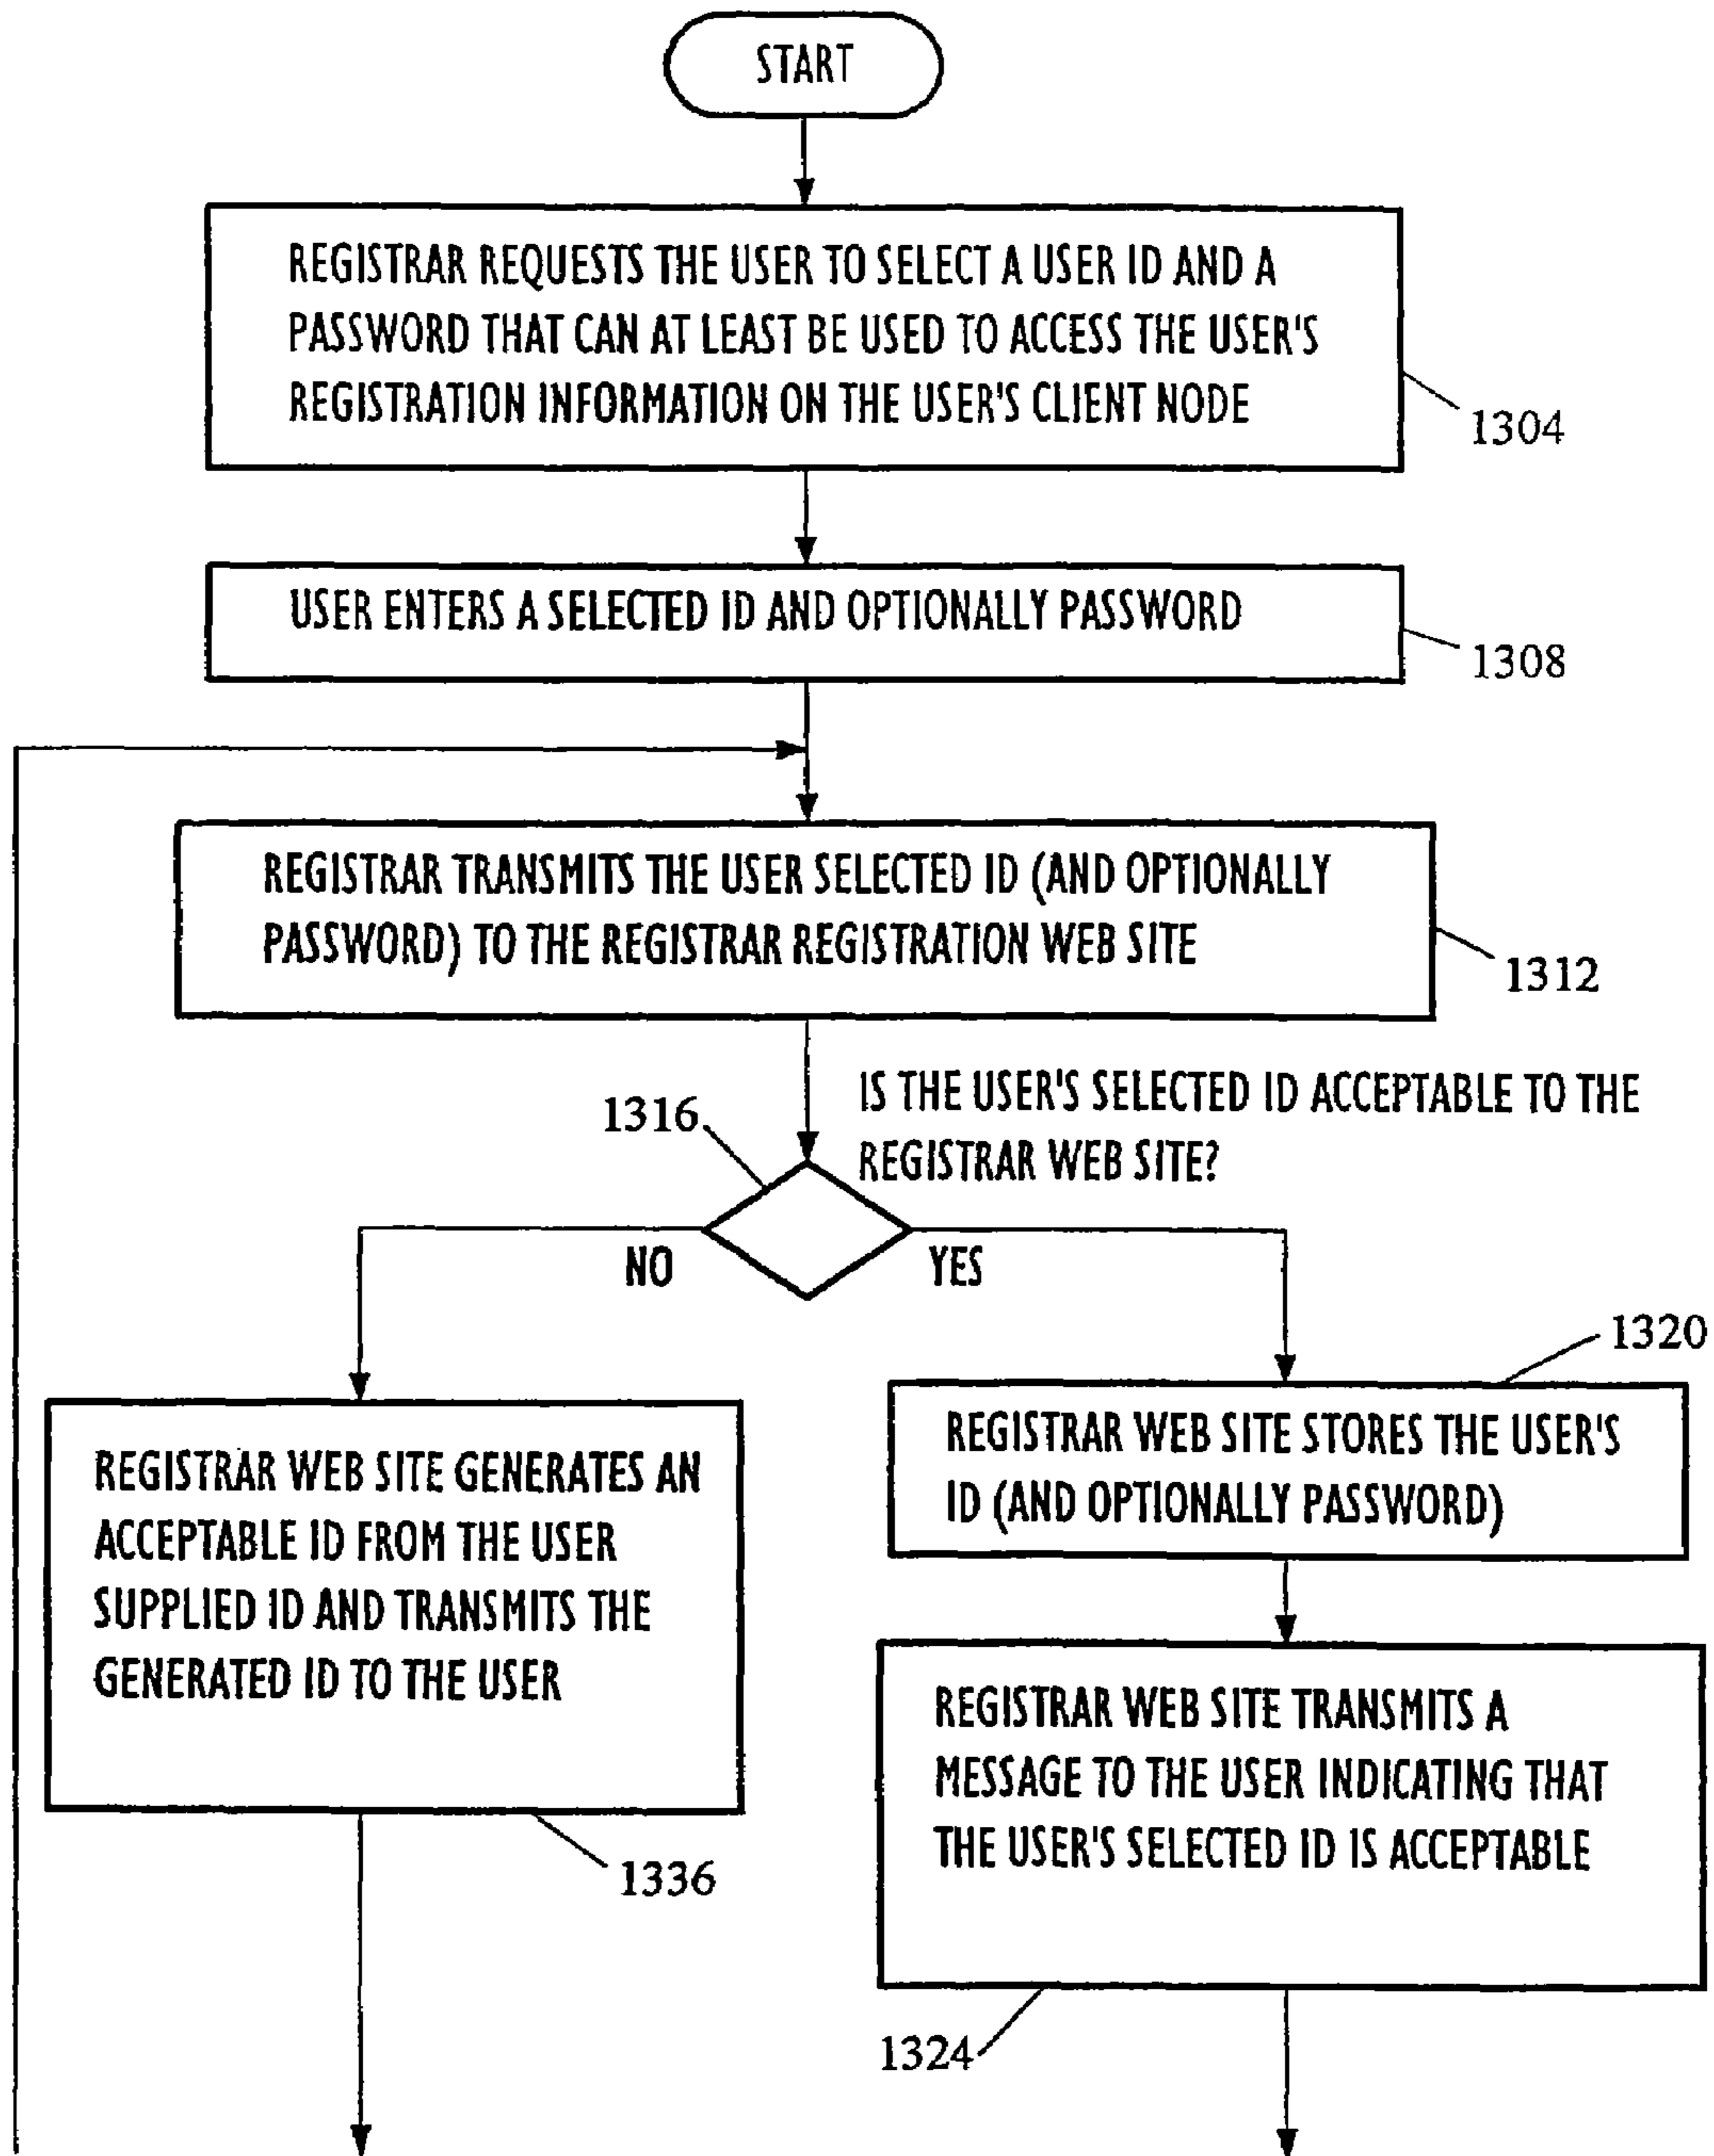 START
REGISTRAR REQUESTS THE USER TO SELECT A USER ID AND A
PASSWORD THAT CAN AT LEAST BE USED TO ACCESS THE USER'S
REGISTRATION INFORMATION ON THE USER'S CLIENT NODE
1304
USER ENTERS A SELECTED ID AND OPTIONALLY PASSWORD
1308
REGISTRAR TRANSMITS THE USER SELECTED ID (AND OPTIONALLY
PASSWORD) TO THE REGISTRAR REGISTRATION WEB SITE
1312
IS THE USER'S SELECTED ID ACCEPTABLE TO THE
REGISTRAR WEB SITE?
1316
NO
YES
1320
REGISTRAR WEB SITE STORES THE USER'S
ID (AND OPTIONALLY PASSWORD)
REGISTRAR WEB SITE GENERATES AN
ACCEPTABLE ID FROM THE USER
SUPPLIED ID AND TRANSMITS THE
GENERATED ID TO THE USER
1336
REGISTRAR WEB SITE TRANSMITS A
MESSAGE TO THE USER INDICATING THAT
THE USER'S SELECTED ID IS ACCEPTABLE
1324